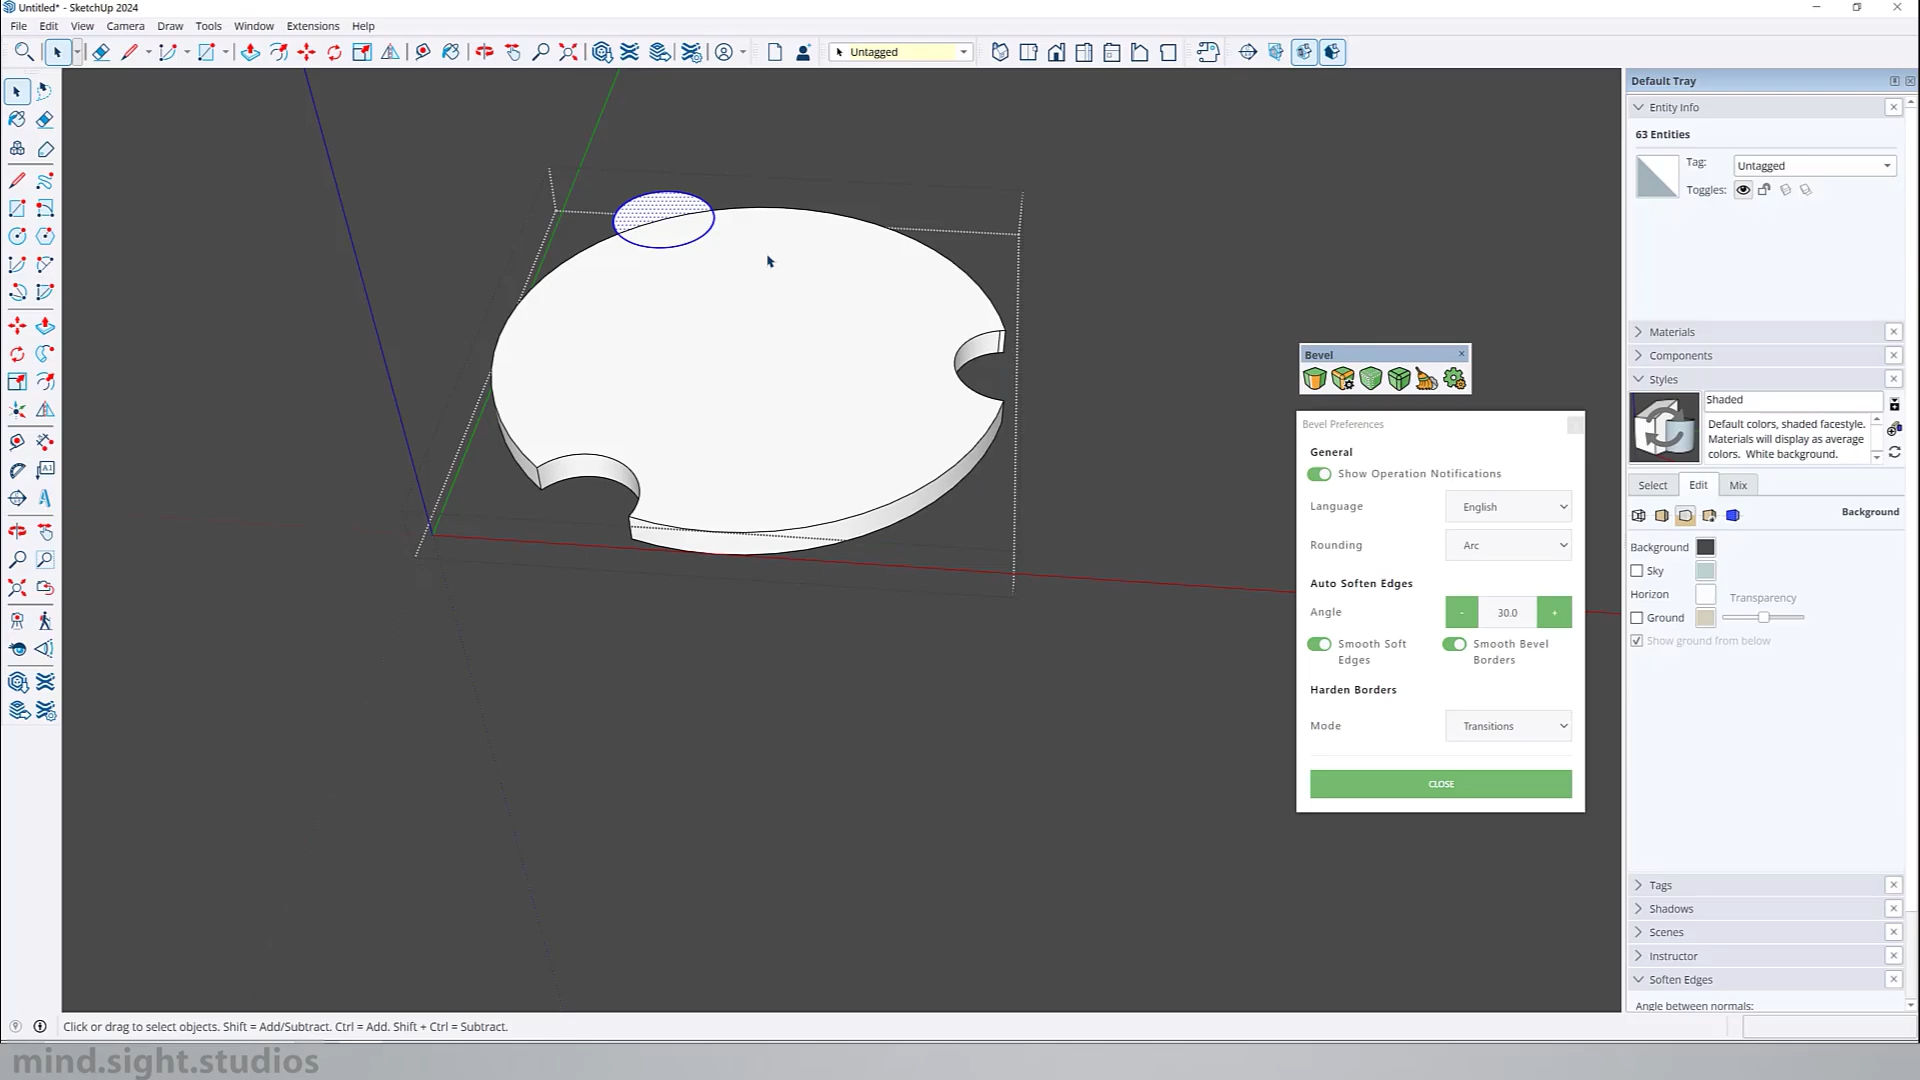 Untitled* - SketchUp 2024
File Edit View Camera Draw Tools Window Extensions Help
Untagged
Default Tray
Entity Info
63 Entities
Tag: Untagged
Toggles:
Materials
Components
Styles
Shaded
Default colors, shaded facestyle.
Materials will display as average
colors. White background.
Select Edit Mix
Background
Background
Sky
Horizon Transparency
Ground
Show ground from below
Tags
Shadows
Scenes
Instructor
Soften Edges
Angle between normals:
Bevel
Bevel Preferences
General
Show Operation Notifications
Language English
Rounding Arc
Auto Soften Edges
Angle - 30.0 +
Smooth Soft Edges
Smooth Bevel Borders
Harden Borders
Mode Transitions
CLOSE
Click or drag to select objects. Shift = Add/Subtract. Ctrl = Add. Shift + Ctrl = Subtract.
mind.sight.studios